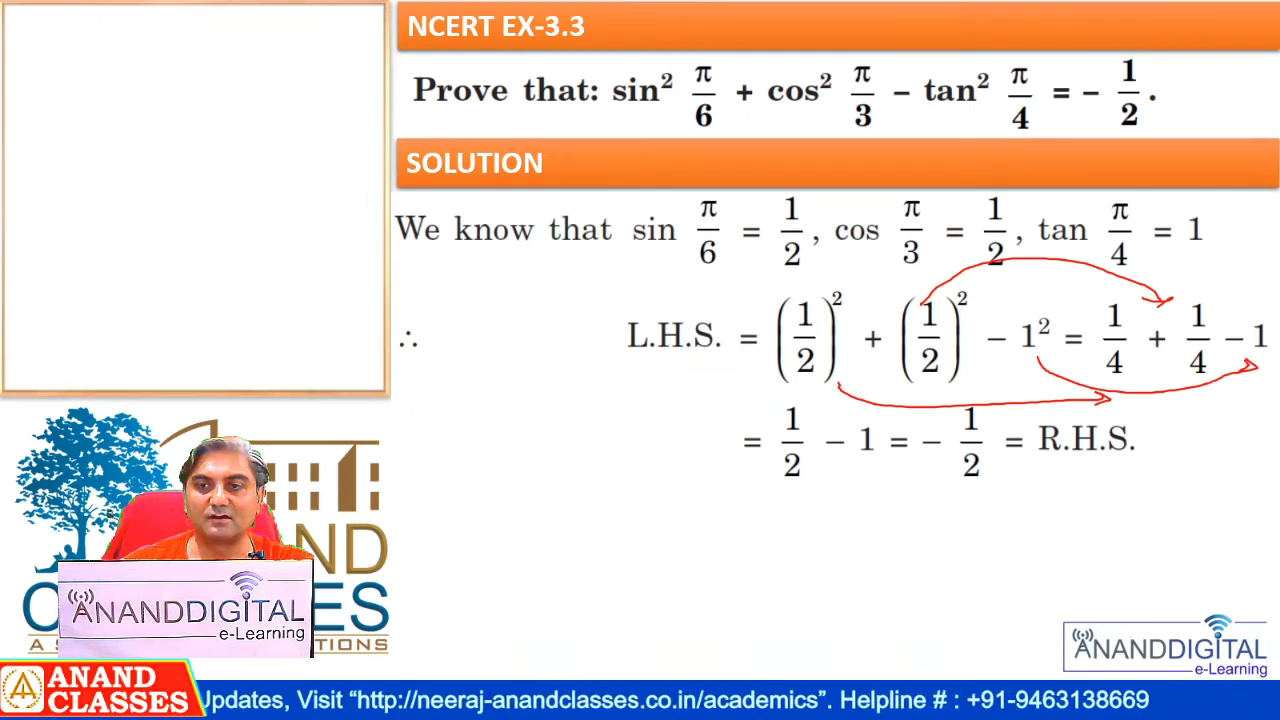 NCERT EX-3.3
Prove that: sin² π/6 + cos² π/3 − tan² π/4 = − 1/2 .
SOLUTION
We know that sin π/6 = 1/2, cos π/3 = 1/2, tan π/4 = 1
∴ L.H.S. = (1/2)² + (1/2)² − 1² = 1/4 + 1/4 − 1
= 1/2 − 1 = − 1/2 = R.H.S.
ANANDDIGITAL
e-Learning
ANANDDIGITAL
e-Learning
ANAND
CLASSES
Updates, Visit “http://neeraj-anandclasses.co.in/academics”. Helpline # : +91-9463138669